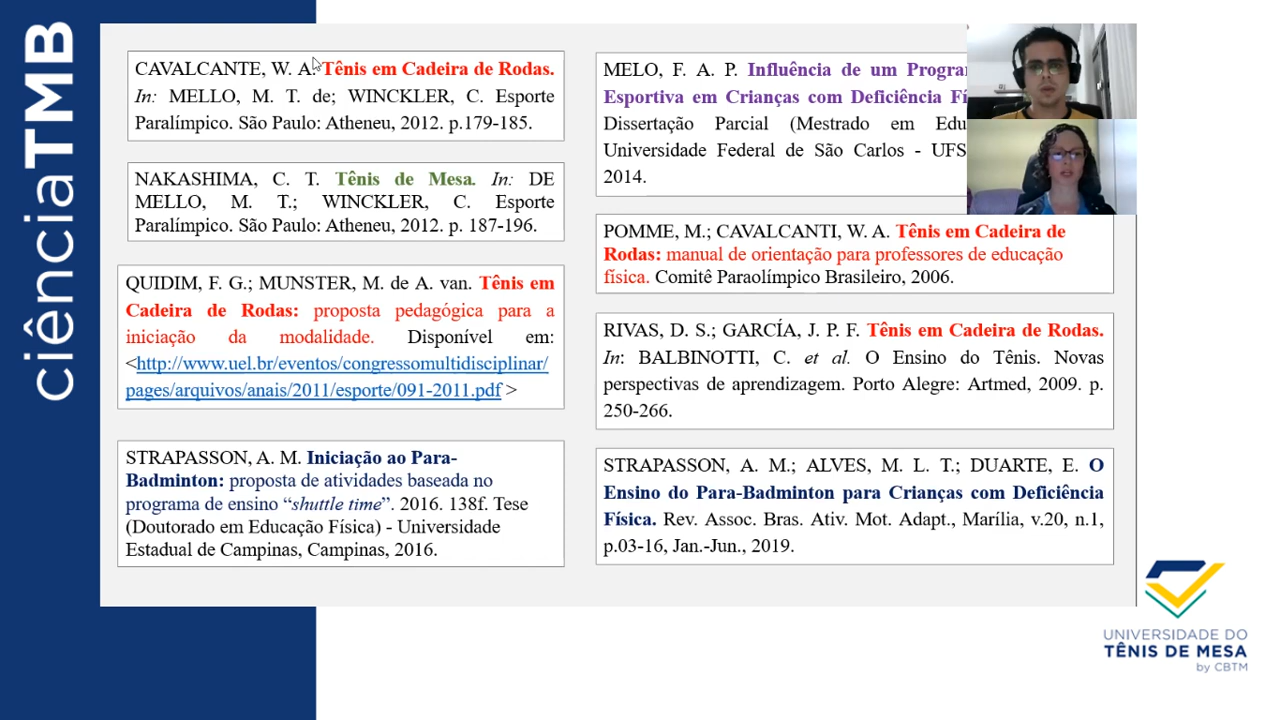 ciênciaTMB
CAVALCANTE, W. A. Tênis em Cadeira de Rodas.
In: MELLO, M. T. de; WINCKLER, C. Esporte
Paralímpico. São Paulo: Atheneu, 2012. p.179-185.
NAKASHIMA, C. T. Tênis de Mesa. In: DE
MELLO, M. T.; WINCKLER, C. Esporte
Paralímpico. São Paulo: Atheneu, 2012. p. 187-196.
QUIDIM, F. G.; MUNSTER, M. de A. van. Tênis em
Cadeira de Rodas: proposta pedagógica para a
iniciação da modalidade. Disponível em:
<http://www.uel.br/eventos/congressomultidisciplinar/
pages/arquivos/anais/2011/esporte/091-2011.pdf >
STRAPASSON, A. M. Iniciação ao Para-
Badminton: proposta de atividades baseada no
programa de ensino “shuttle time”. 2016. 138f. Tese
(Doutorado em Educação Física) - Universidade
Estadual de Campinas, Campinas, 2016.
MELO, F. A. P. Influência de um
Esportiva em Crianças com Deficiência
Dissertação Parcial (Mestrado em
Universidade Federal de São Carlos -
2014.
POMME, M.; CAVALCANTI, W. A. Tênis em Cadeira de
Rodas: manual de orientação para professores de educação
física. Comitê Paraolímpico Brasileiro, 2006.
RIVAS, D. S.; GARCÍA, J. P. F. Tênis em Cadeira de Rodas.
In: BALBINOTTI, C. et al. O Ensino do Tênis. Novas
perspectivas de aprendizagem. Porto Alegre: Artmed, 2009. p.
250-266.
STRAPASSON, A. M.; ALVES, M. L. T.; DUARTE, E. O
Ensino do Para-Badminton para Crianças com Deficiência
Física. Rev. Assoc. Bras. Ativ. Mot. Adapt., Marília, v.20, n.1,
p.03-16, Jan.-Jun., 2019.
UNIVERSIDADE DO
TÊNIS DE MESA
by CBTM